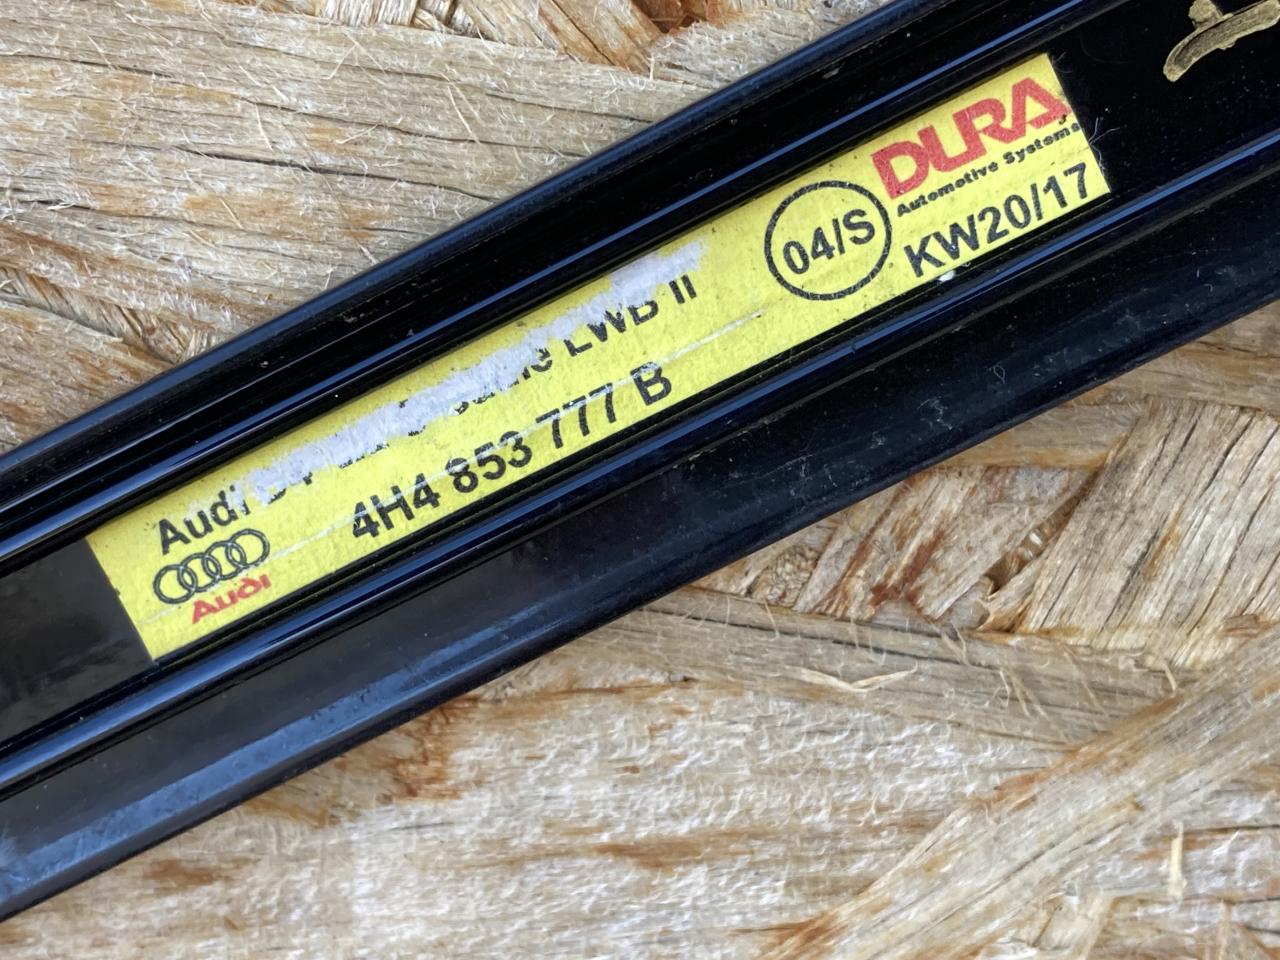 Audi LWB II
4H4 853 777 B
Audi
04/S
DURA
Automotive Systems
KW20/17